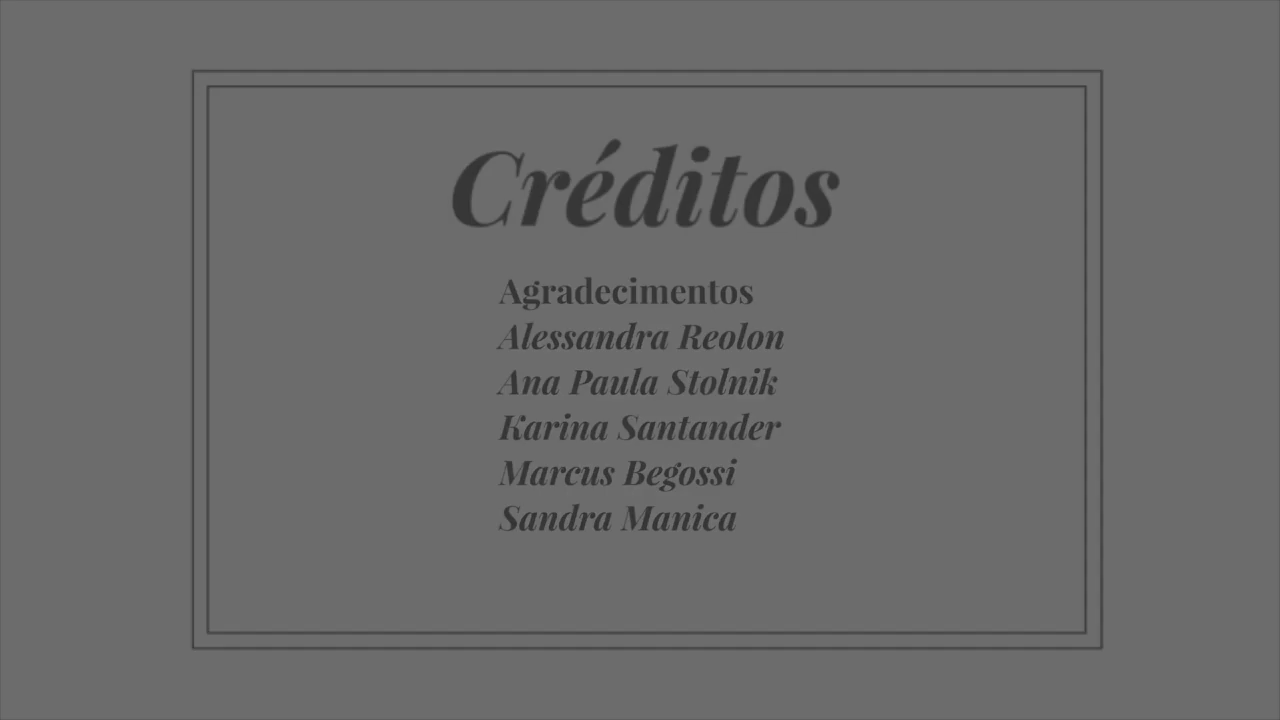 Créditos
Agradecimentos
Alessandra Reolon
Ana Paula Stolnik
Karina Santander
Marcus Begossi
Sandra Manica